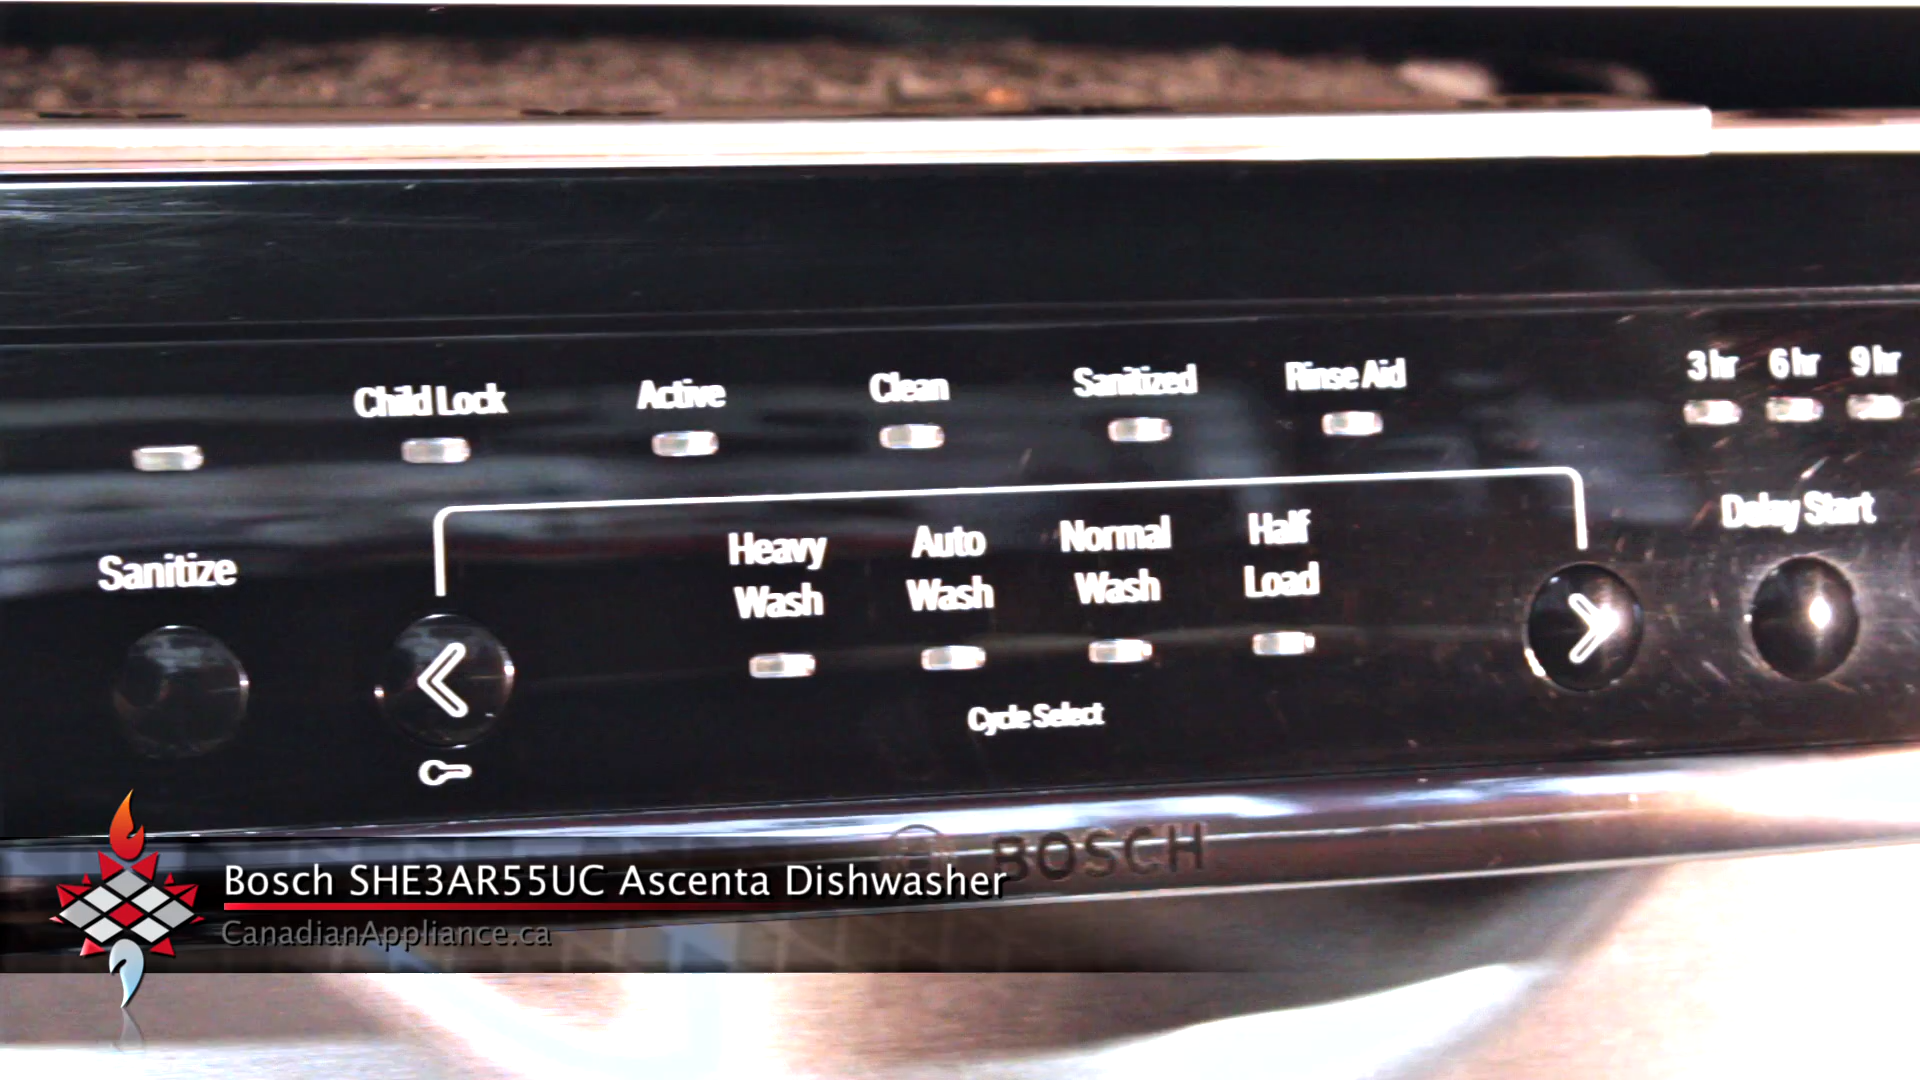 Child Lock
Active
Clean
Sanitized
Rinse Aid
3 hr
6 hr
9 hr
Delay Start
Sanitize
Heavy
Wash
Auto
Wash
Normal
Wash
Half
Load
Cycle Select
BOSCH
Bosch SHE3AR55UC Ascenta Dishwasher
CanadianAppliance.ca